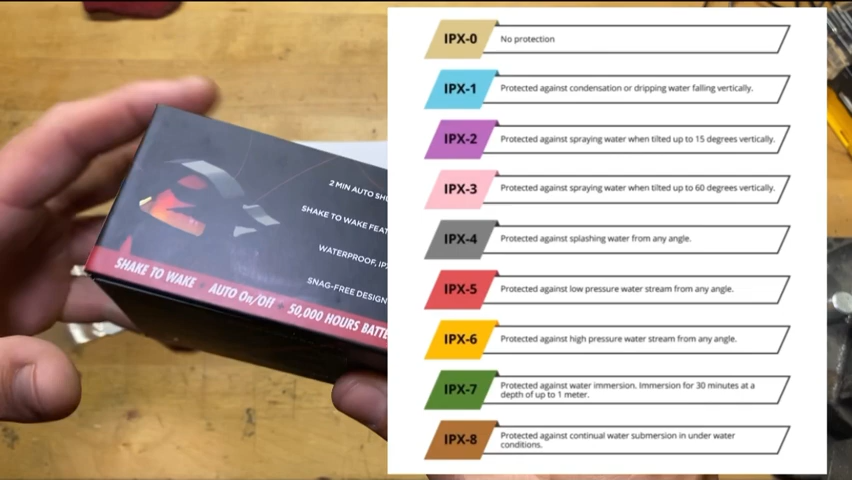 2 MIN AUTO
SHAKE TO WAKE
WATERPROOF,
SNAG-FREE DESIGN
SHAKE TO WAKE AUTO On/Off 50,000 HOURS
IPX-0 No protection
IPX-1 Protected against condensation or dripping water falling vertically.
IPX-2 Protected against spraying water when tilted up to 15 degrees vertically.
IPX-3 Protected against spraying water when tilted up to 60 degrees vertically.
IPX-4 Protected against splashing water from any angle.
IPX-5 Protected against low pressure water stream from any angle.
IPX-6 Protected against high pressure water stream from any angle.
IPX-7 Protected against water immersion. Immersion for 30 minutes at a
depth of up to 1 meter.
IPX-8 Protected against continual water submersion in under water
conditions.